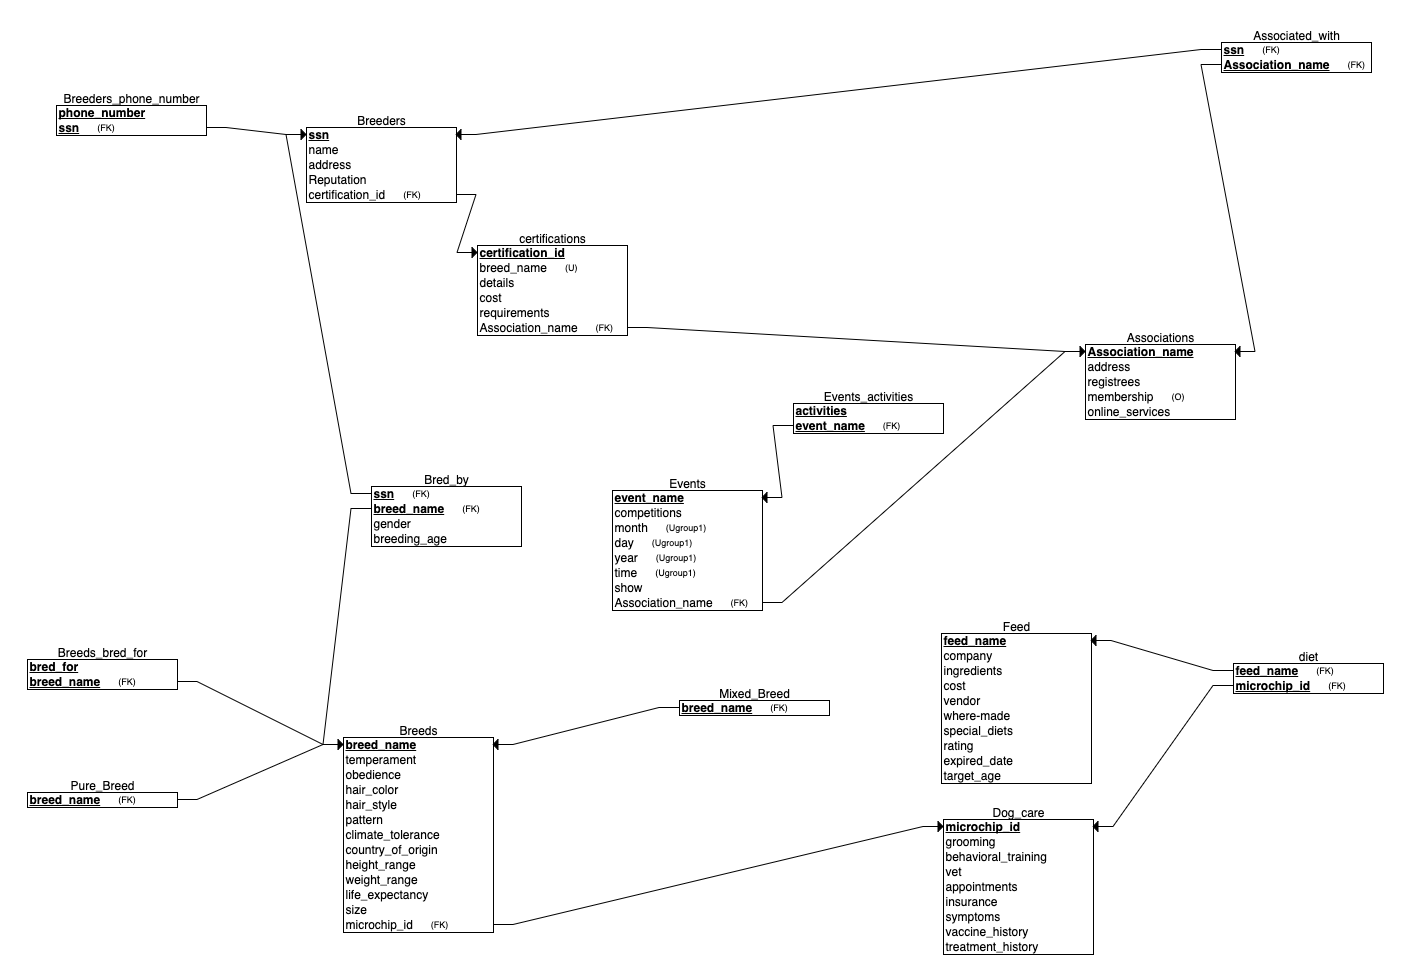 Associated_with
ssn (FK)
Association_name (FK)
Breeders_phone_number
phone_number
ssn (FK)
Breeders
ssn
name
address
Reputation
certification_id (FK)
certifications
certification_id
breed_name (U)
details
cost
requirements
Association_name (FK)
Associations
Association_name
address
registrees
membership (O)
online_services
Events_activities
activities
event_name (FK)
Bred_by
ssn (FK)
breed_name (FK)
gender
breeding_age
Events
event_name
competitions
month (Ugroup1)
day (Ugroup1)
year (Ugroup1)
time (Ugroup1)
show
Association_name (FK)
Feed
feed_name
company
ingredients
cost
vendor
where-made
special_diets
rating
expired_date
target_age
diet
feed_name (FK)
microchip_id (FK)
Breeds_bred_for
bred_for
breed_name (FK)
Mixed_Breed
breed_name (FK)
Pure_Breed
breed_name (FK)
Breeds
breed_name
temperament
obedience
hair_color
hair_style
pattern
climate_tolerance
country_of_origin
height_range
weight_range
life_expectancy
size
microchip_id (FK)
Dog_care
microchip_id
grooming
behavioral_training
vet
appointments
insurance
symptoms
vaccine_history
treatment_history